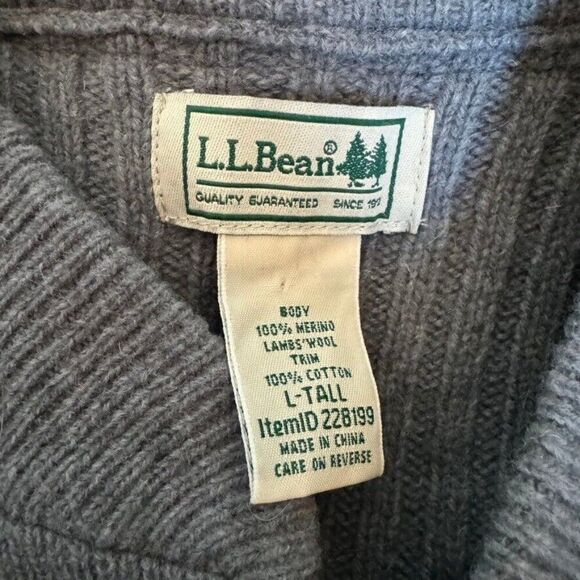 L.L.Bean®
QUALITY GUARANTEED SINCE 191
BODY
100% MERINO
LAMBS' WOOL
TRIM
100% COTTON
L-TALL
ItemID 228199
MADE IN CHINA
CARE ON REVERSE